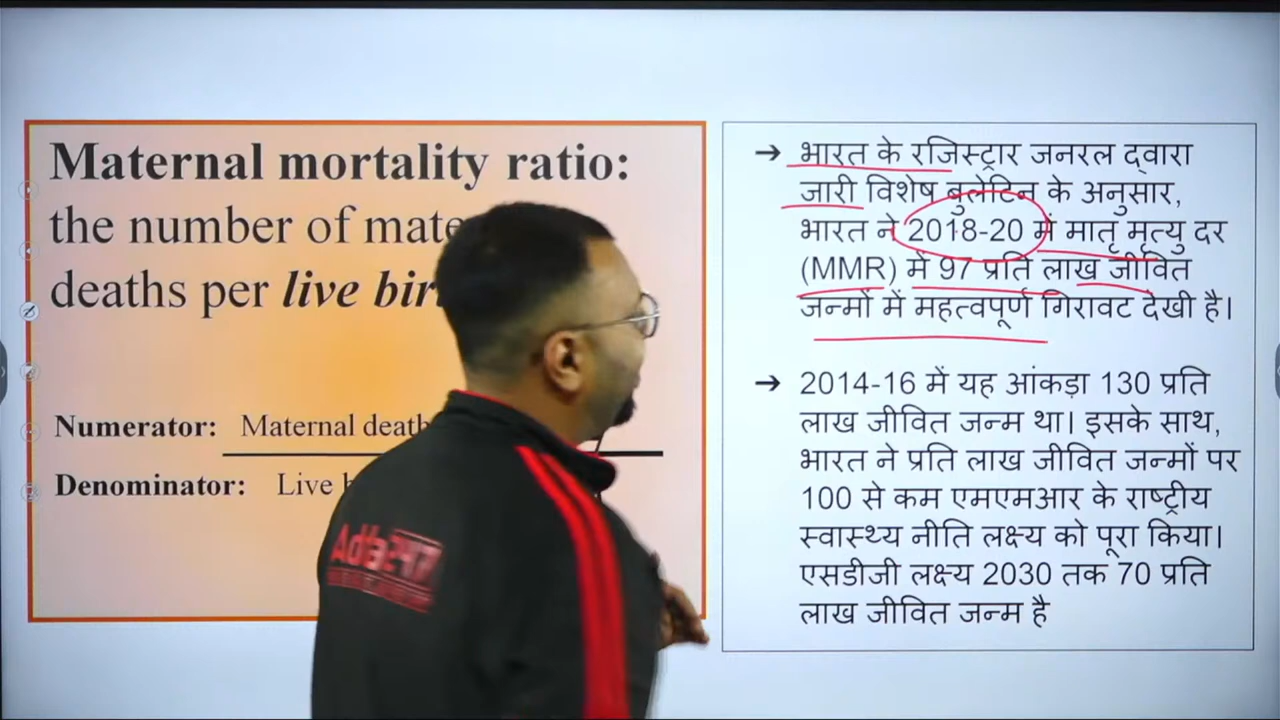 Maternal mortality ratio:
the number of mate
deaths per live bir
Numerator: Maternal death
Denominator: Live
Adda247
→ भारत के रजिस्ट्रार जनरल द्वारा
जारी विशेष बुलेटिन के अनुसार,
भारत ने 2018-20 में मातृ मृत्यु दर
(MMR) में 97 प्रति लाख जीवित
जन्मों में महत्वपूर्ण गिरावट देखी है।
→ 2014-16 में यह आंकड़ा 130 प्रति
लाख जीवित जन्म था। इसके साथ,
भारत ने प्रति लाख जीवित जन्मों पर
100 से कम एमएमआर के राष्ट्रीय
स्वास्थ्य नीति लक्ष्य को पूरा किया।
एसडीजी लक्ष्य 2030 तक 70 प्रति
लाख जीवित जन्म है